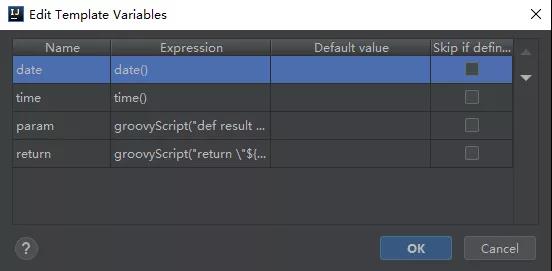 IJ Edit Template Variables
Name Expression Default value Skip if defin...
date date()
time time()
param groovyScript("def result ...
return groovyScript("return \"${...
? OK Cancel